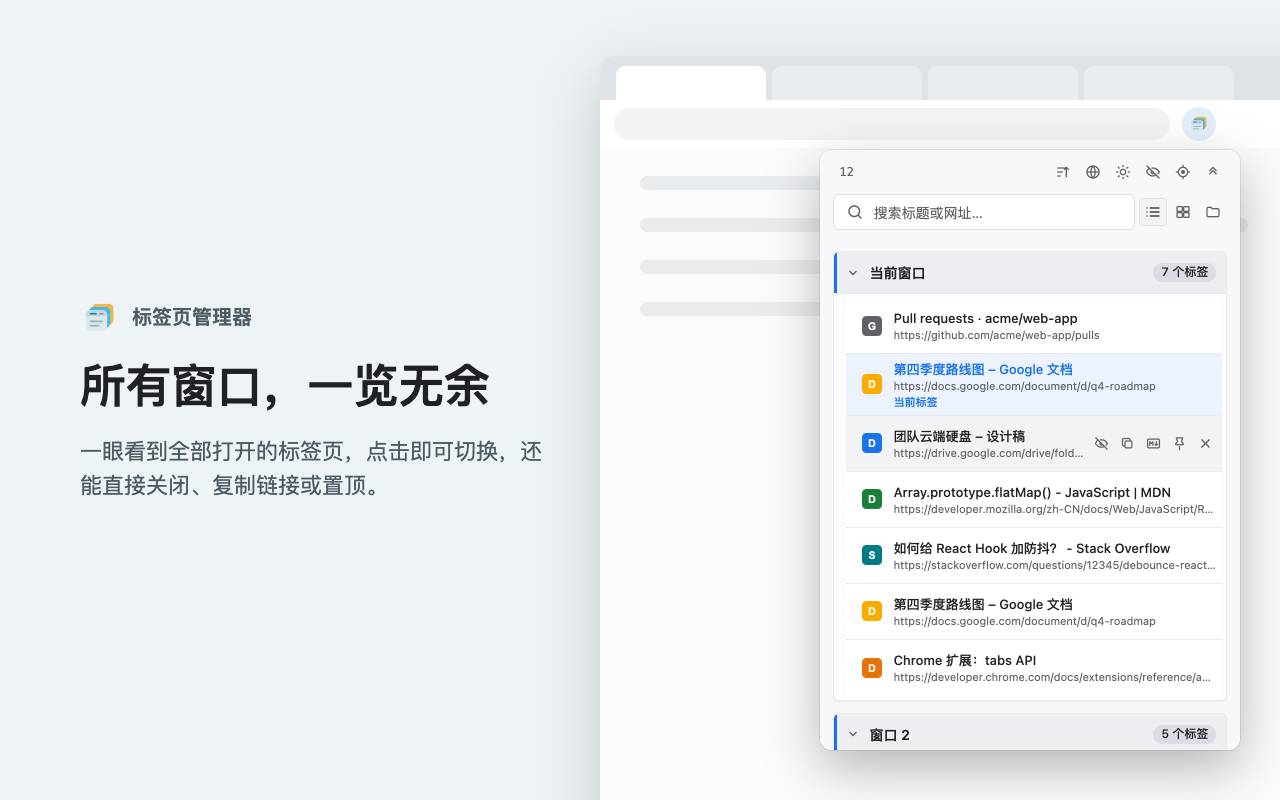 标签页管理器
所有窗口，一览无余
一眼看到全部打开的标签页，点击即可切换，还
能直接关闭、复制链接或置顶。
12
搜索标题或网址...
当前窗口
7 个标签
G
Pull requests · acme/web-app
https://github.com/acme/web-app/pulls
D
第四季度路线图 – Google 文档
https://docs.google.com/document/d/q4-roadmap
当前标签
D
团队云端硬盘 – 设计稿
https://drive.google.com/drive/fold...
D
Array.prototype.flatMap() - JavaScript | MDN
https://developer.mozilla.org/zh-CN/docs/Web/JavaScript/R...
S
如何给 React Hook 加防抖？ - Stack Overflow
https://stackoverflow.com/questions/12345/debounce-react...
D
第四季度路线图 – Google 文档
https://docs.google.com/document/d/q4-roadmap
D
Chrome 扩展：tabs API
https://developer.chrome.com/docs/extensions/reference/a...
窗口 2
5 个标签